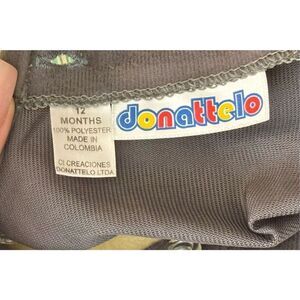 donattelo
12
MONTHS
100% POLYESTER
MADE IN
COLOMBIA
CI CREACIONES
DONATTELO LTDA